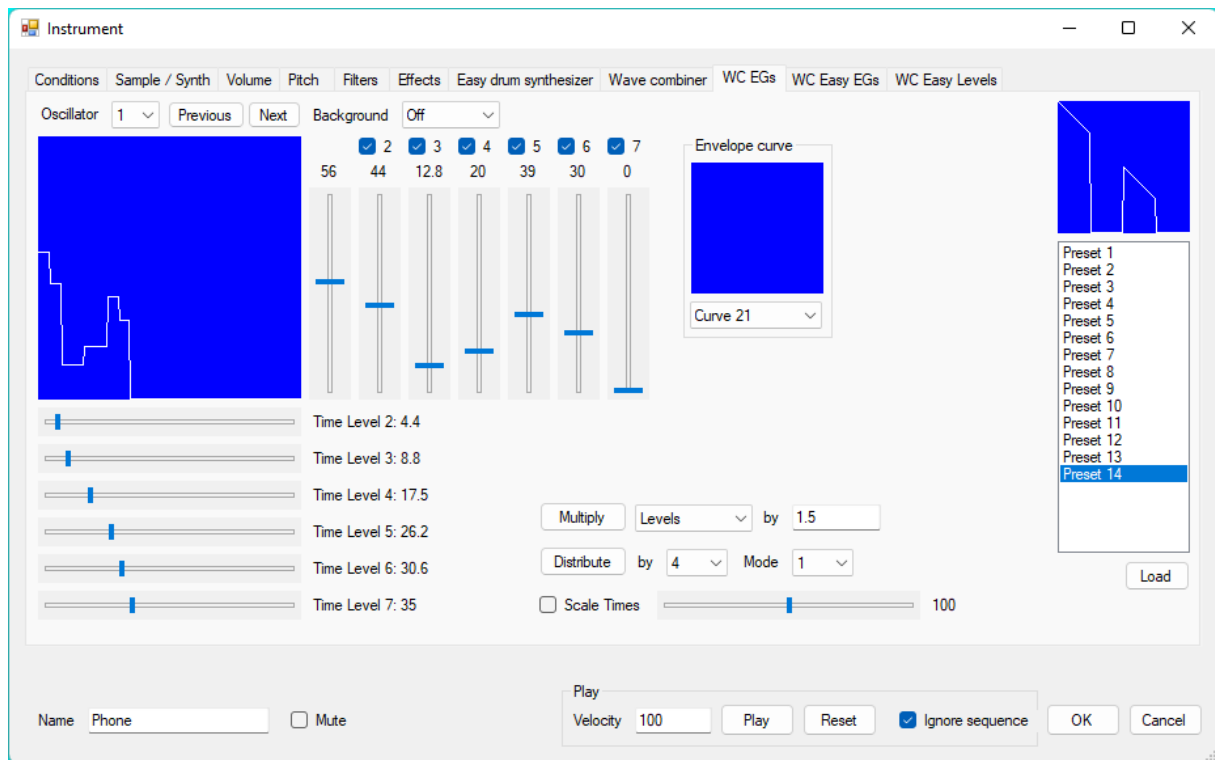 Instrument
Conditions Sample / Synth Volume Pitch Filters Effects Easy drum synthesizer Wave combiner WC EGs WC Easy EGs WC Easy Levels
Oscillator 1 Previous Next Background Off
2 3 4 5 6 7
56 44 12.8 20 39 30 0
Envelope curve
Curve 21
Preset 1
Preset 2
Preset 3
Preset 4
Preset 5
Preset 6
Preset 7
Preset 8
Preset 9
Preset 10
Preset 11
Preset 12
Preset 13
Preset 14
Load
Time Level 2: 4.4
Time Level 3: 8.8
Time Level 4: 17.5
Time Level 5: 26.2
Time Level 6: 30.6
Time Level 7: 35
Multiply Levels by 1.5
Distribute by 4 Mode 1
Scale Times 100
Name Phone Mute
Play
Velocity 100 Play Reset Ignore sequence OK Cancel